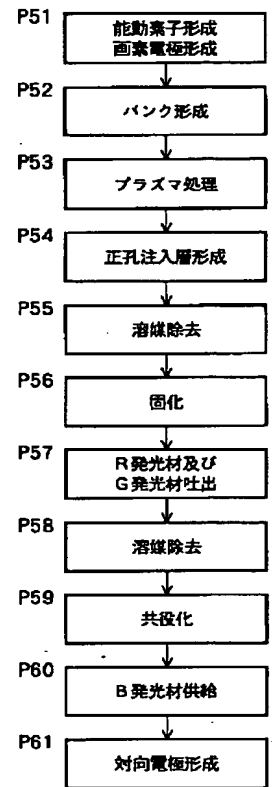 P51
能動素子形成
画素電極形成
P52
バンク形成
P53
プラズマ処理
P54
正孔注入層形成
P55
溶媒除去
P56
固化
P57
R発光材及び
G発光材吐出
P58
溶媒除去
P59
共役化
P60
B発光材供給
P61
対向電極形成